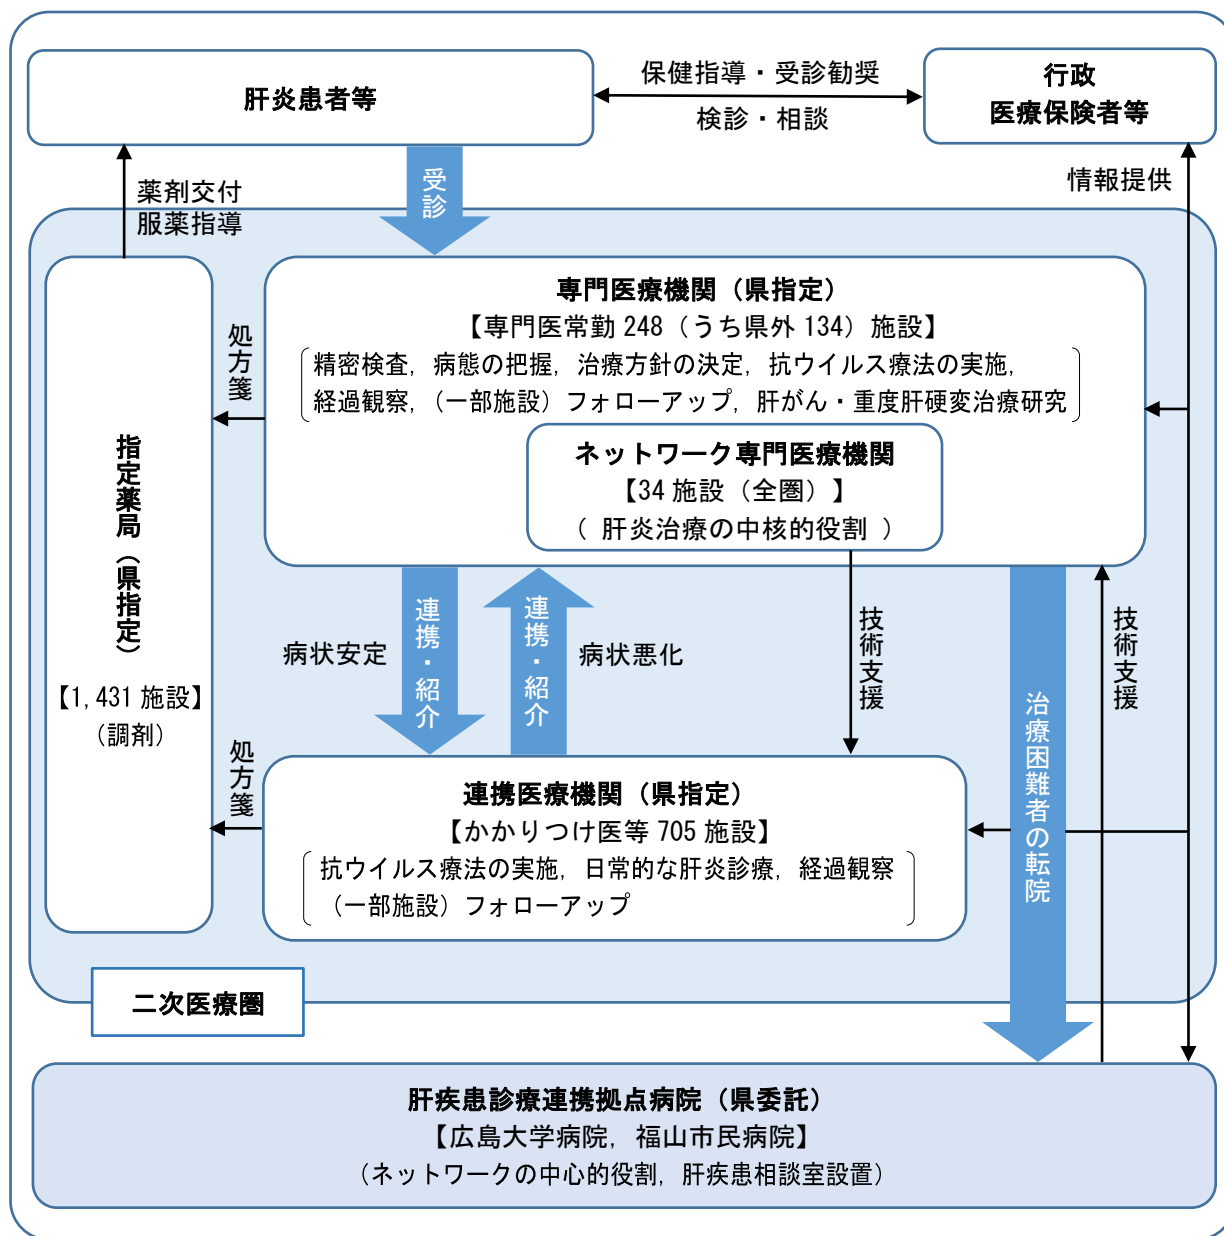 肝炎患者等
保健指導・受診勧奨
検診・相談
行政
医療保険者等
薬剤交付
服薬指導
受診
情報提供
専門医療機関（県指定）
【専門医常勤 248（うち県外 134）施設】
精密検査，病態の把握，治療方針の決定，抗ウイルス療法の実施，
経過観察，（一部施設）フォローアップ，肝がん・重度肝硬変治療研究
処方箋
ネットワーク専門医療機関
【34 施設（全圏）】
（ 肝炎治療の中核的役割 ）
指定薬局（県指定）
【1,431 施設】
（調剤）
病状安定
連携・紹介
連携・紹介
病状悪化
技術支援
技術支援
治療困難者の転院
処方箋
連携医療機関（県指定）
【かかりつけ医等 705 施設】
抗ウイルス療法の実施，日常的な肝炎診療，経過観察
（一部施設）フォローアップ
二次医療圏
肝疾患診療連携拠点病院（県委託）
【広島大学病院，福山市民病院】
（ネットワークの中心的役割，肝疾患相談室設置）